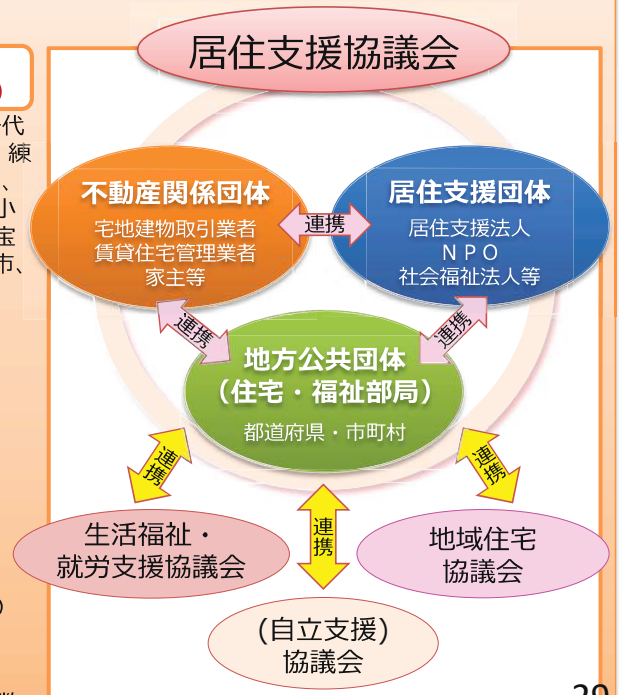 居住支援協議会
代
練
、
小
宝
市、
不動産関係団体
宅地建物取引業者
賃貸住宅管理業者
家主等
連携
居住支援団体
居住支援法人
ＮＰＯ
社会福祉法人等
連携
連携
地方公共団体
（住宅・福祉部局）
都道府県・市町村
連携
連携
連携
生活福祉・
就労支援協議会
地域住宅
協議会
)
(自立支援)
協議会
29